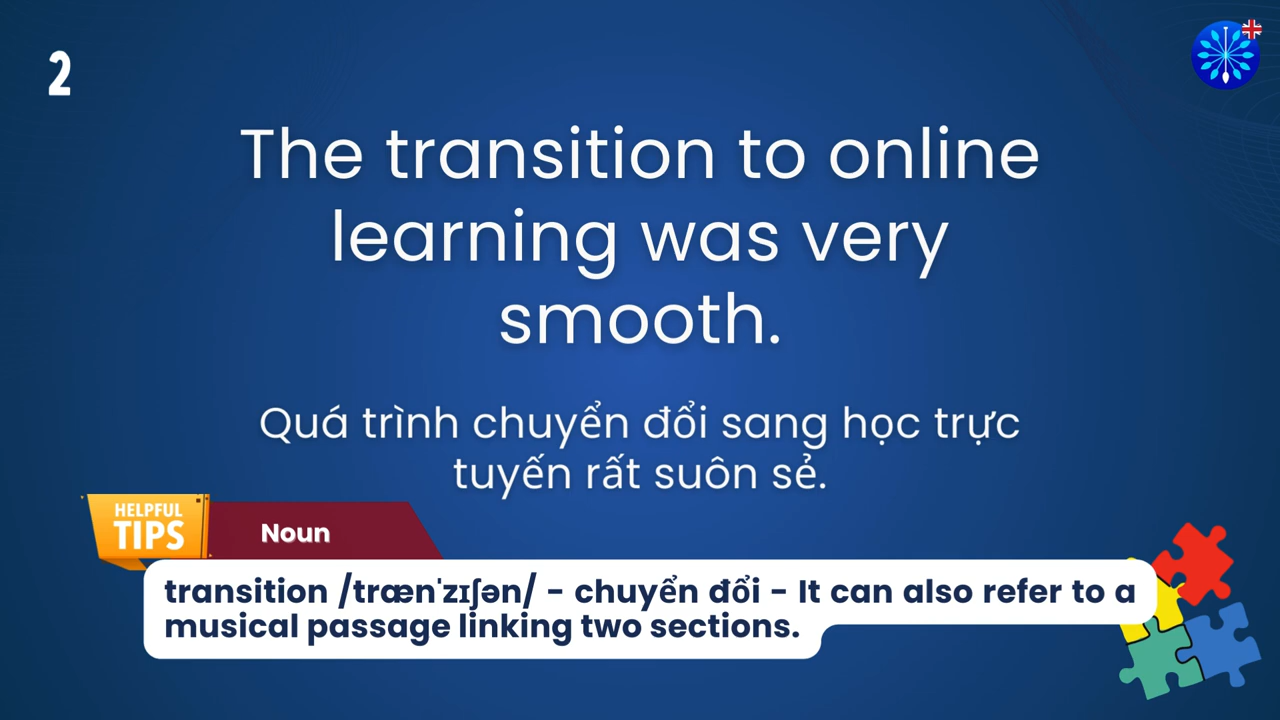 2
The transition to online
learning was very
smooth.
Quá trình chuyển đổi sang học trực
tuyến rất suôn sẻ.
HELPFUL
TIPS
Noun
transition /trænˈzɪʃən/ - chuyển đổi - It can also refer to a
musical passage linking two sections.